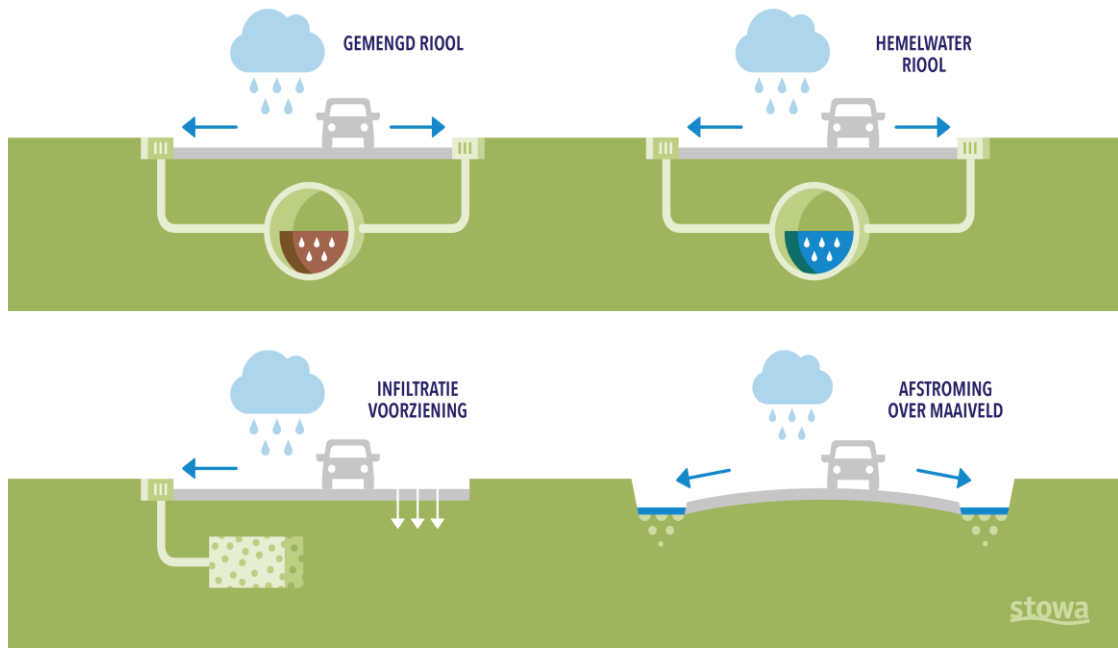 GEMENGD RIOOL
HEMELWATER
RIOOL
INFILTRATIE
VOORZIENING
AFSTROMING
OVER MAAIVELD
stowa